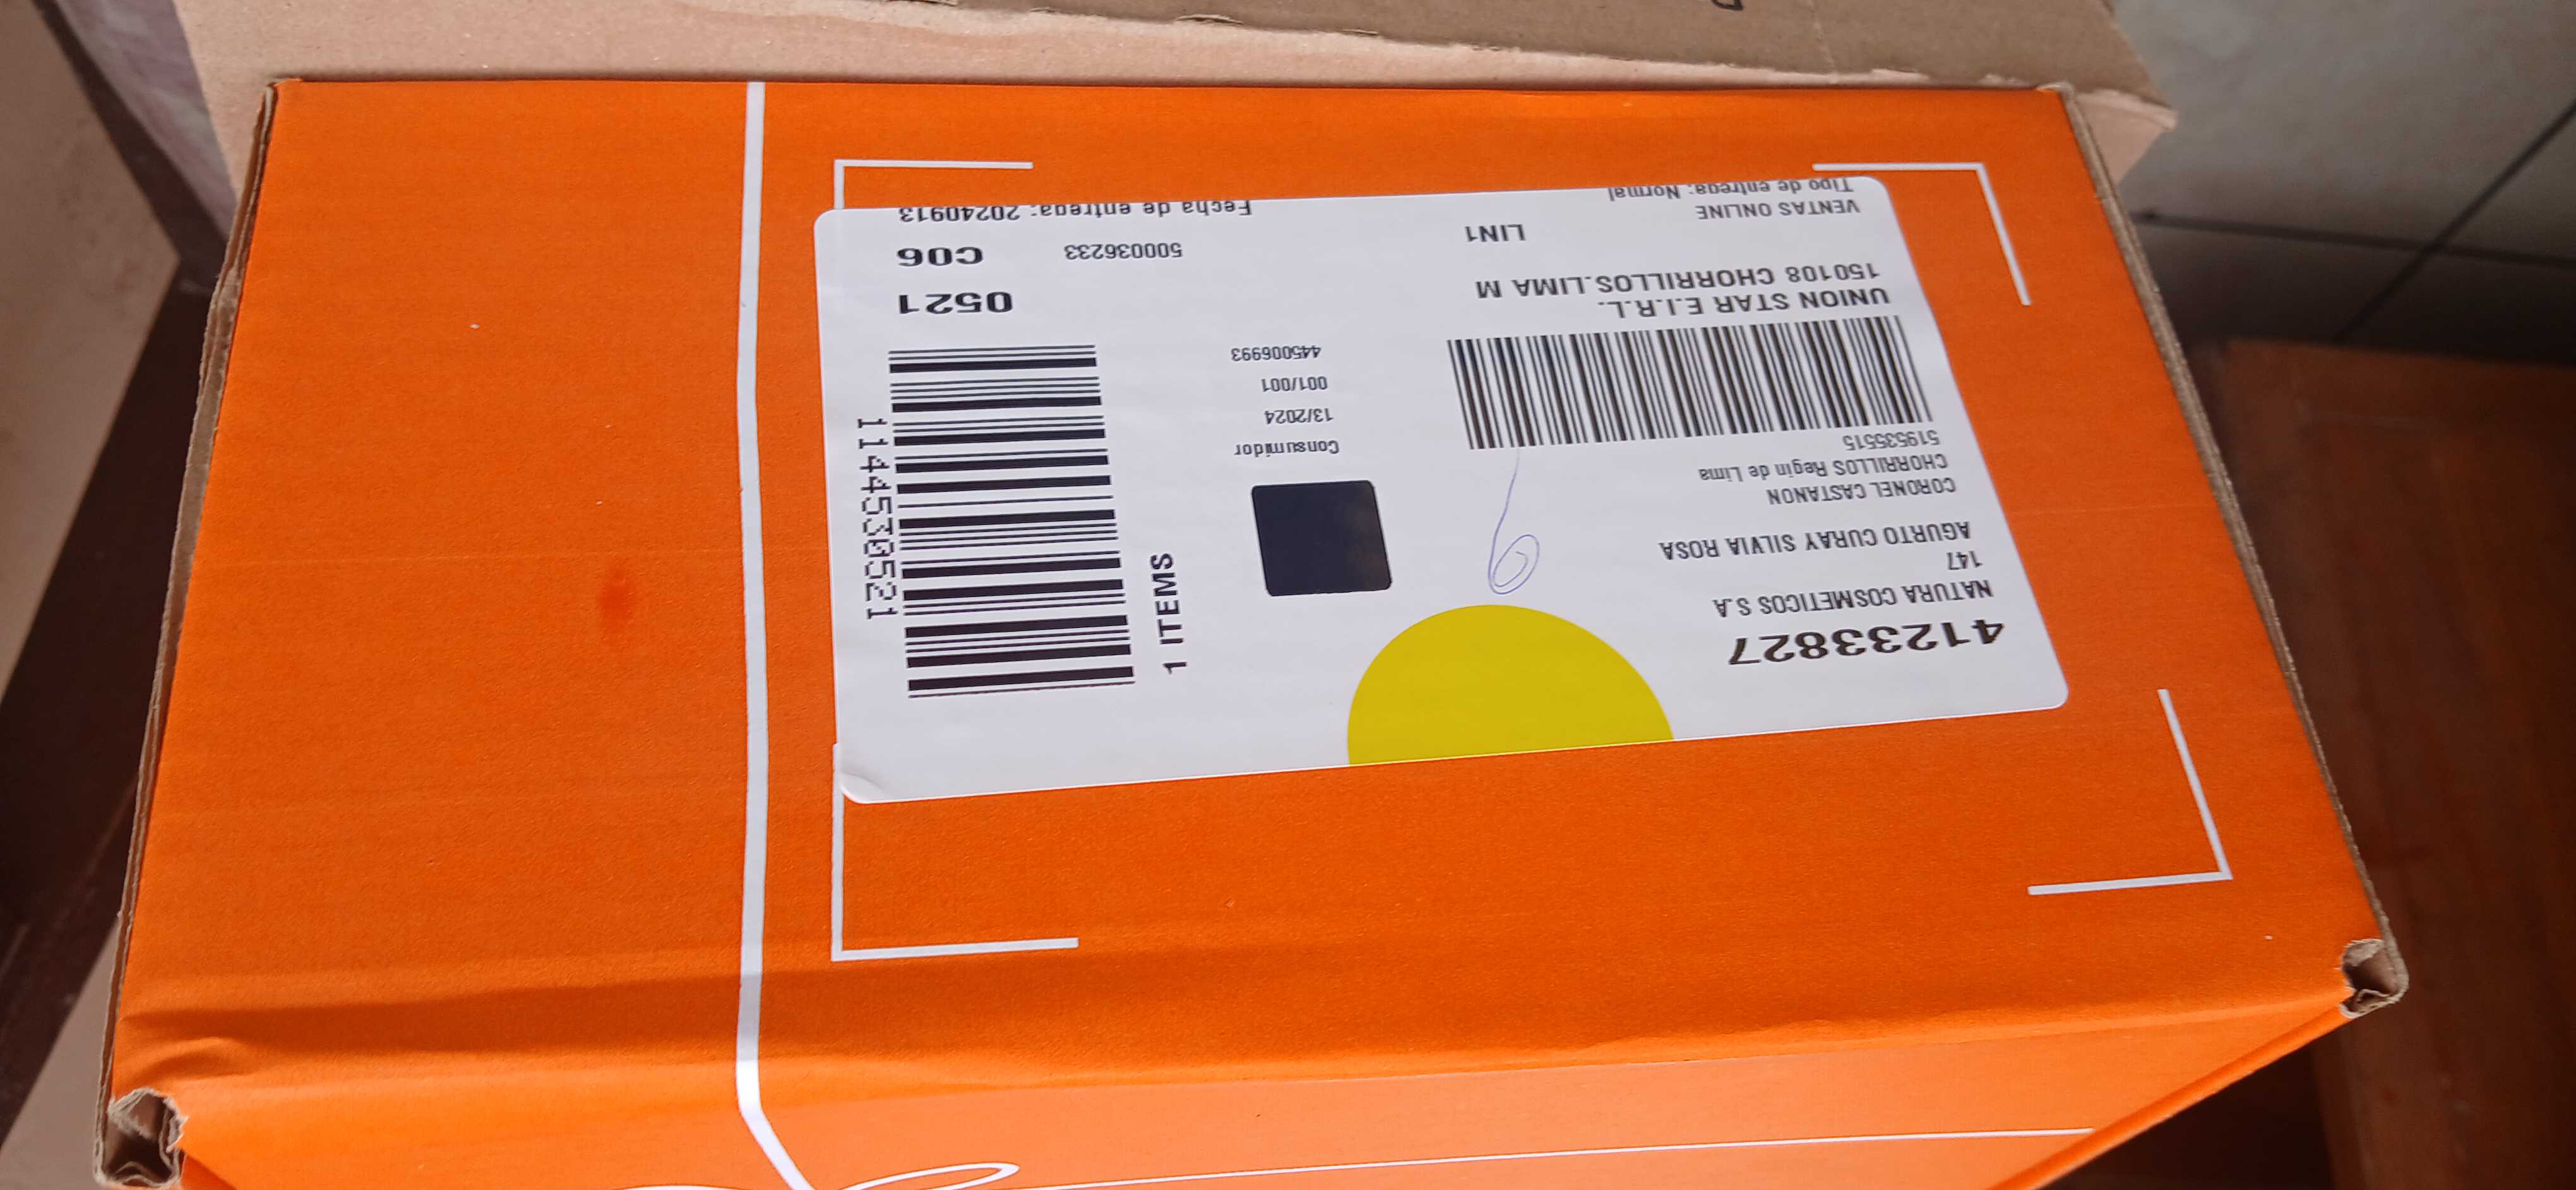 41233827
NATURA COSMETICOS S.A
147
AGURTO CURAY SILVIA ROSA
CORONEL CASTANON
CHORRILLOS Regin de Lima
519535515
UNION STAR E.I.R.L.
150108 CHORRILLOS.LIMA M
LIN1
VENTAS ONLINE
Tipo de entrega: Normal
6
Consumidor
13/2024
001/001
445006993
1 ITEMS
1144530521
0521
500036233
C06
Fecha de entrega: 20240913